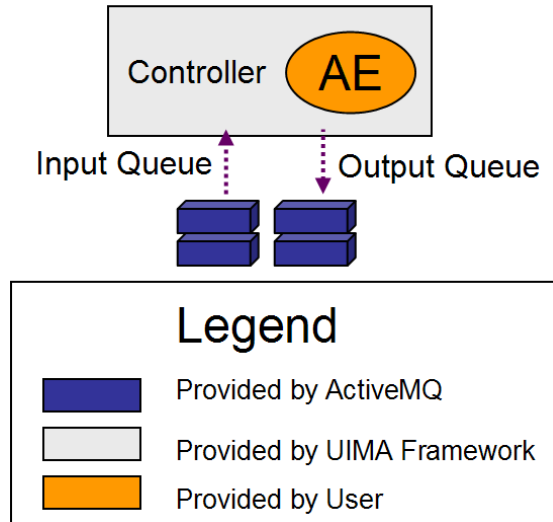 Controller
AE
Input Queue
Output Queue
Legend
Provided by ActiveMQ
Provided by UIMA Framework
Provided by User